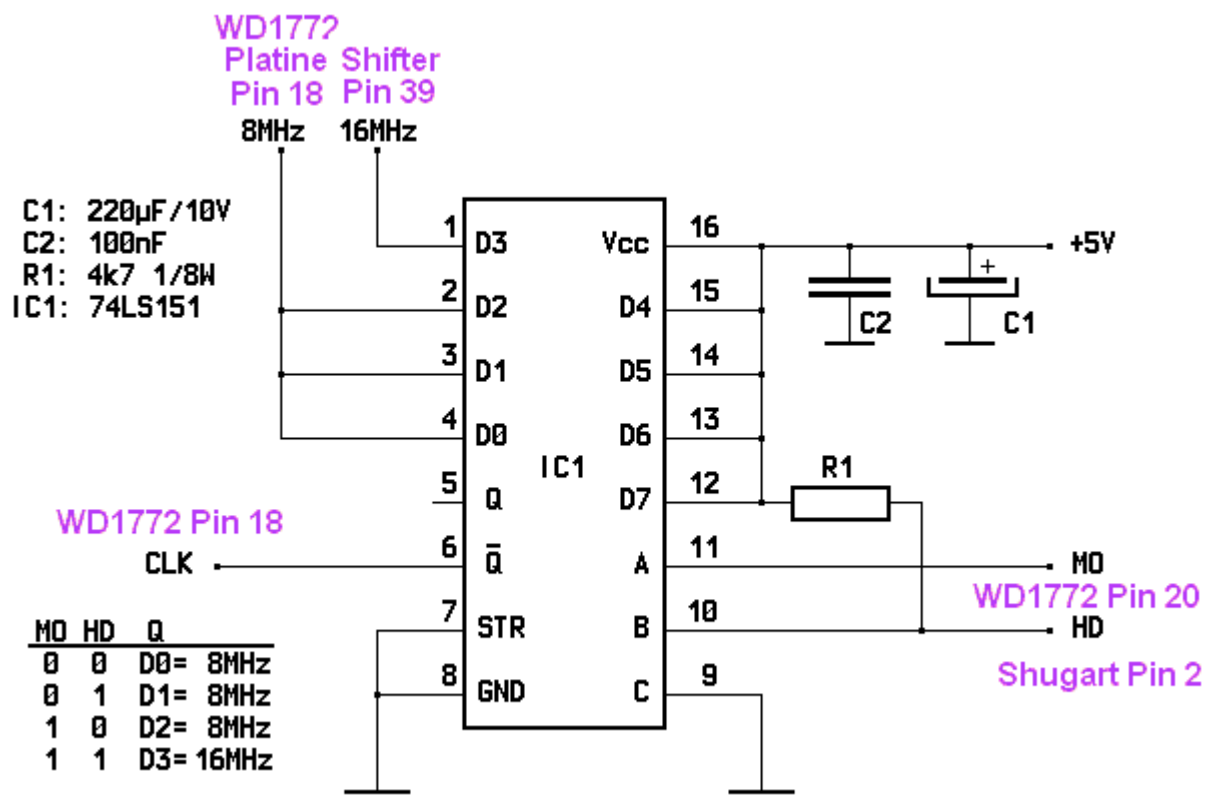 WD1772
Platine Shifter
Pin 18 Pin 39
8MHz 16MHz
C1: 220µF/10V
C2: 100nF
R1: 4k7 1/8W
IC1: 74LS151
1 D3 Vcc 16 +5V
+
2 D2 D4 15
C2 C1
3 D1 D5 14
4 D0 D6 13
IC1 R1
5 Q D7 12
WD1772 Pin 18
CLK 6 Q̅ A 11 MO
WD1772 Pin 20
7 STR B 10 HD
8 GND C 9
Shugart Pin 2
MO HD Q
0 0 D0= 8MHz
0 1 D1= 8MHz
1 0 D2= 8MHz
1 1 D3=16MHz